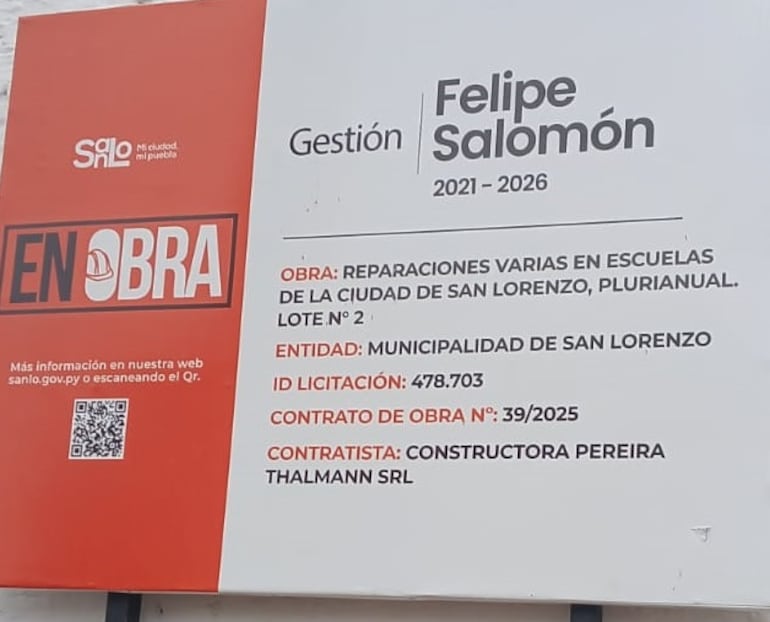 SanLo
Mi ciudad,
mi puebla
EN OBRA
Más información en nuestra web
sanlo.gov.py o escaneando el Qr.
Gestión
Felipe
Salomón
2021 - 2026
OBRA: REPARACIONES VARIAS EN ESCUELAS
DE LA CIUDAD DE SAN LORENZO, PLURIANUAL.
LOTE N° 2
ENTIDAD: MUNICIPALIDAD DE SAN LORENZO
ID LICITACIÓN: 478.703
CONTRATO DE OBRA N°: 39/2025
CONTRATISTA: CONSTRUCTORA PEREIRA
THALMANN SRL